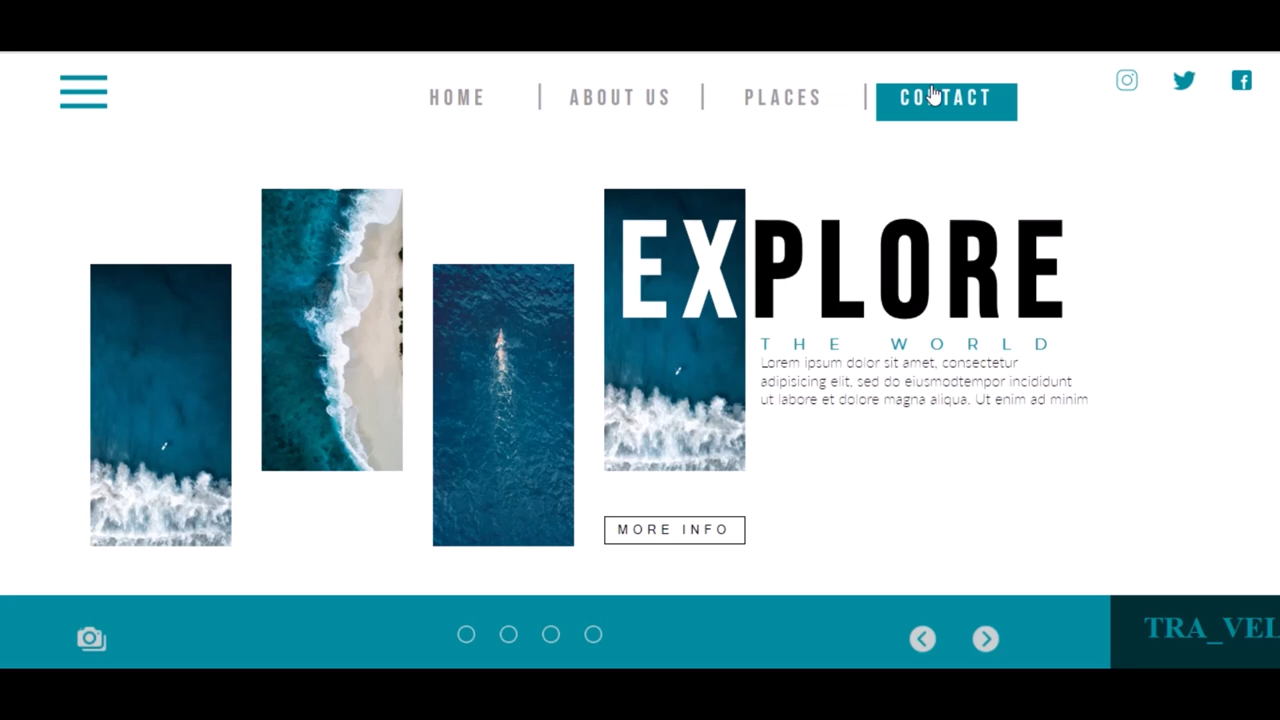 HOME | ABOUT US | PLACES | CONTACT
EXPLORE
THE WORLD
Lorem ipsum dolor sit amet, consectetur
adipisicing elit, sed do eiusmodtempor incididunt
ut labore et dolore magna aliqua. Ut enim ad minim
MORE INFO
TRA_VEL